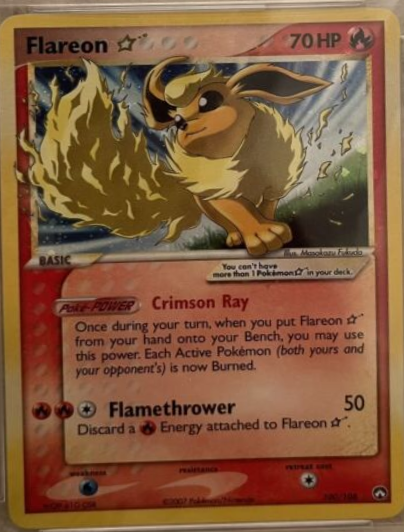 Flareon ☆
70 HP
Illus. Masakazu Fukuda
BASIC
You can't have
more than 1 Pokémon☆ in your deck.
Poké-POWER Crimson Ray
Once during your turn, when you put Flareon ☆
from your hand onto your Bench, you may use
this power. Each Active Pokémon (both yours and
your opponent's) is now Burned.
Flamethrower 50
Discard a Energy attached to Flareon ☆.
weakness resistance retreat cost
©2007 Pokémon/Nintendo
100/108